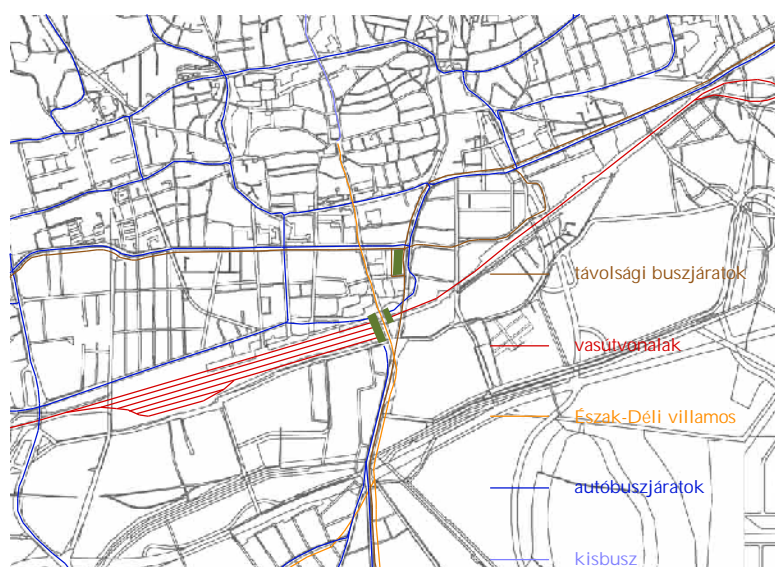 távolsági buszjáratok
vasútvonalak
Észak-Déli villamos
autóbuszjáratok
kisbusz